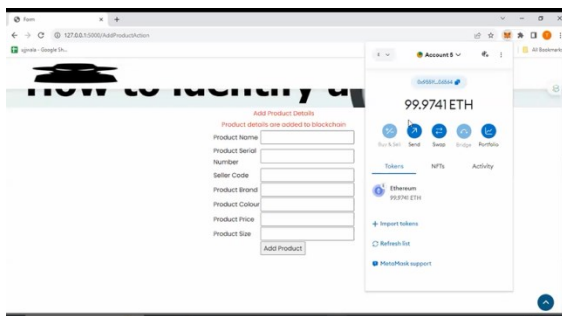 Form
127.0.0.1:5000/AddProductAction
All Bookmarks
Account 5
How to identify a
99.9741 ETH
Add Product Details
Product details are added to blockchain
Buy & Sell
Send
Swap
Bridge
Portfolio
Product Name
Product Serial
Number
Seller Code
Product Brand
Product Colour
Product Price
Product Size
Add Product
Tokens
NFTs
Activity
Ethereum
99.9741 ETH
+ Import tokens
Refresh list
MetaMask support